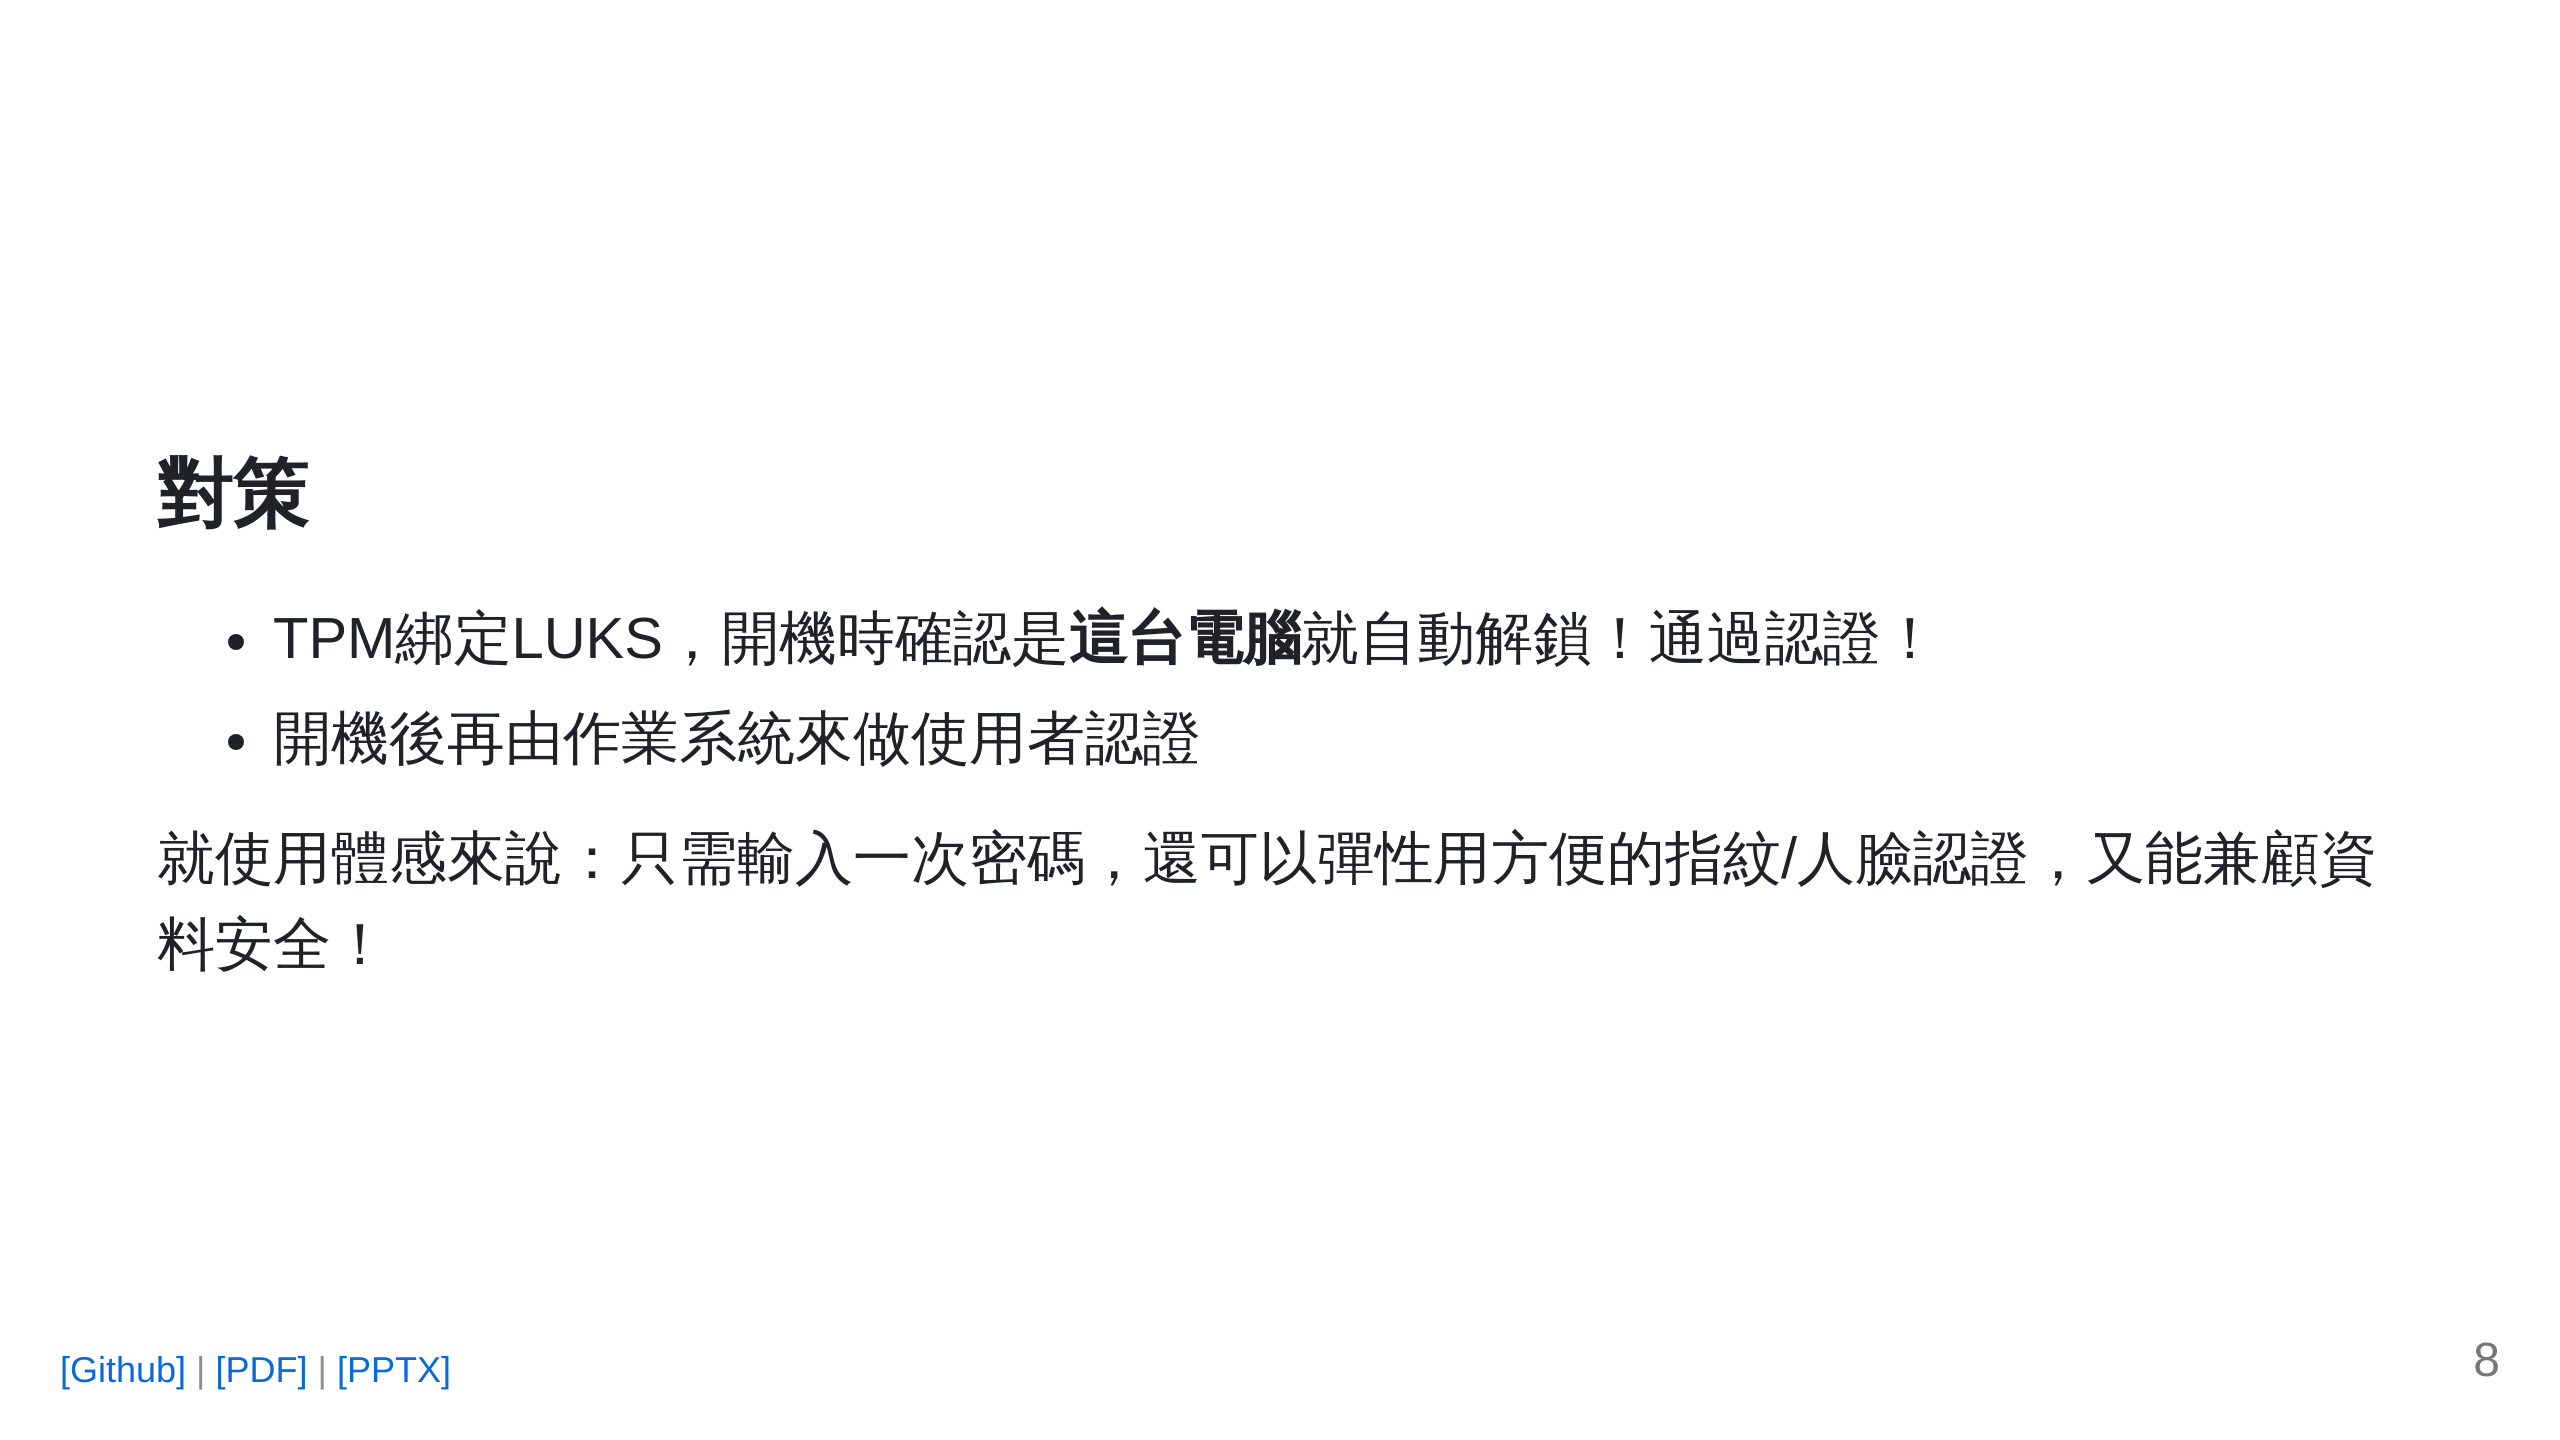 對策
• TPM綁定LUKS，開機時確認是這台電腦就自動解鎖！通過認證！
• 開機後再由作業系統來做使用者認證
就使用體感來說：只需輸入一次密碼，還可以彈性用方便的指紋/人臉認證，又能兼顧資
料安全！
[Github] | [PDF] | [PPTX]
8